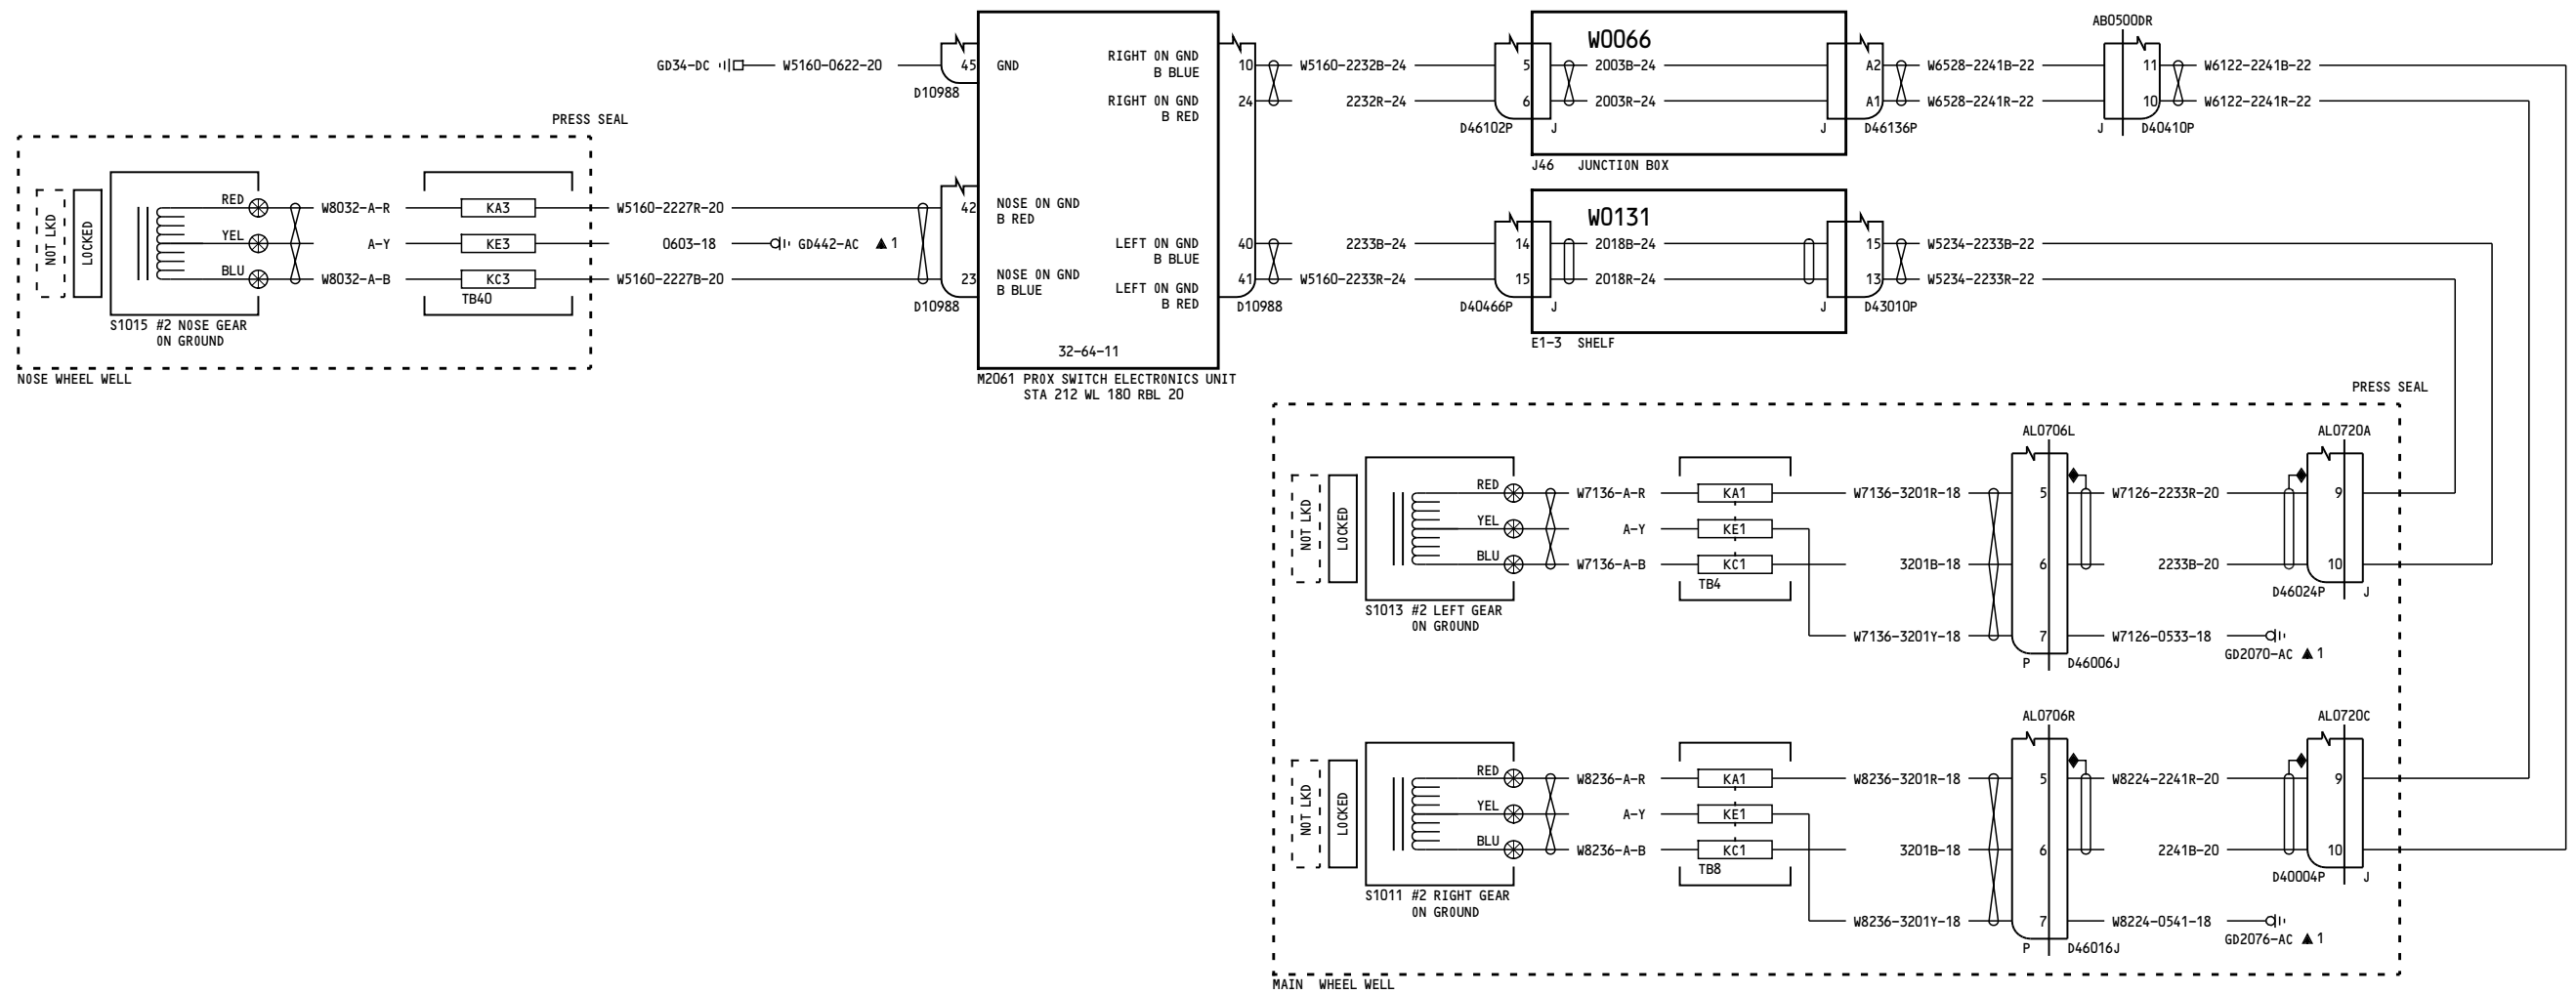 AB0500DR
GD34-DC W5160-0622-20 45 GND
D10988
RIGHT ON GND
B BLUE
10 W5160-2232B-24 5 2003B-24 A2 W6528-2241B-22 11 W6122-2241B-22
RIGHT ON GND
B RED
24 2232R-24 6 2003R-24 A1 W6528-2241R-22 10 W6122-2241R-22
W0066
D46102P J J D46136P J D40410P
J46 JUNCTION BOX
PRESS SEAL
NOT LKD
LOCKED
RED W8032-A-R KA3 W5160-2227R-20 42 NOSE ON GND
B RED
YEL A-Y KE3 0603-18 GD442-AC ▲ 1
BLU W8032-A-B KC3 W5160-2227B-20 23 NOSE ON GND
B BLUE
TB40
D10988
S1015 #2 NOSE GEAR
ON GROUND
NOSE WHEEL WELL
W0131
LEFT ON GND
B BLUE
40 2233B-24 14 2018B-24 15 W5234-2233B-22
LEFT ON GND
B RED
41 W5160-2233R-24 15 2018R-24 13 W5234-2233R-22
D10988 D40466P J J D43010P
E1-3 SHELF
32-64-11
M2061 PROX SWITCH ELECTRONICS UNIT
STA 212 WL 180 RBL 20
PRESS SEAL
AL0706L AL0720A
NOT LKD
LOCKED
RED W7136-A-R KA1 W7136-3201R-18 5 W7126-2233R-20 9
YEL A-Y KE1
BLU W7136-A-B KC1 3201B-18 6 2233B-20 10
TB4
D46024P J
S1013 #2 LEFT GEAR
ON GROUND
W7136-3201Y-18 7 W7126-0533-18
GD2070-AC ▲ 1
P D46006J
AL0706R AL0720C
NOT LKD
LOCKED
RED W8236-A-R KA1 W8236-3201R-18 5 W8224-2241R-20 9
YEL A-Y KE1
BLU W8236-A-B KC1 3201B-18 6 2241B-20 10
TB8
D40004P J
S1011 #2 RIGHT GEAR
ON GROUND
W8236-3201Y-18 7 W8224-0541-18
GD2076-AC ▲ 1
P D46016J
MAIN WHEEL WELL